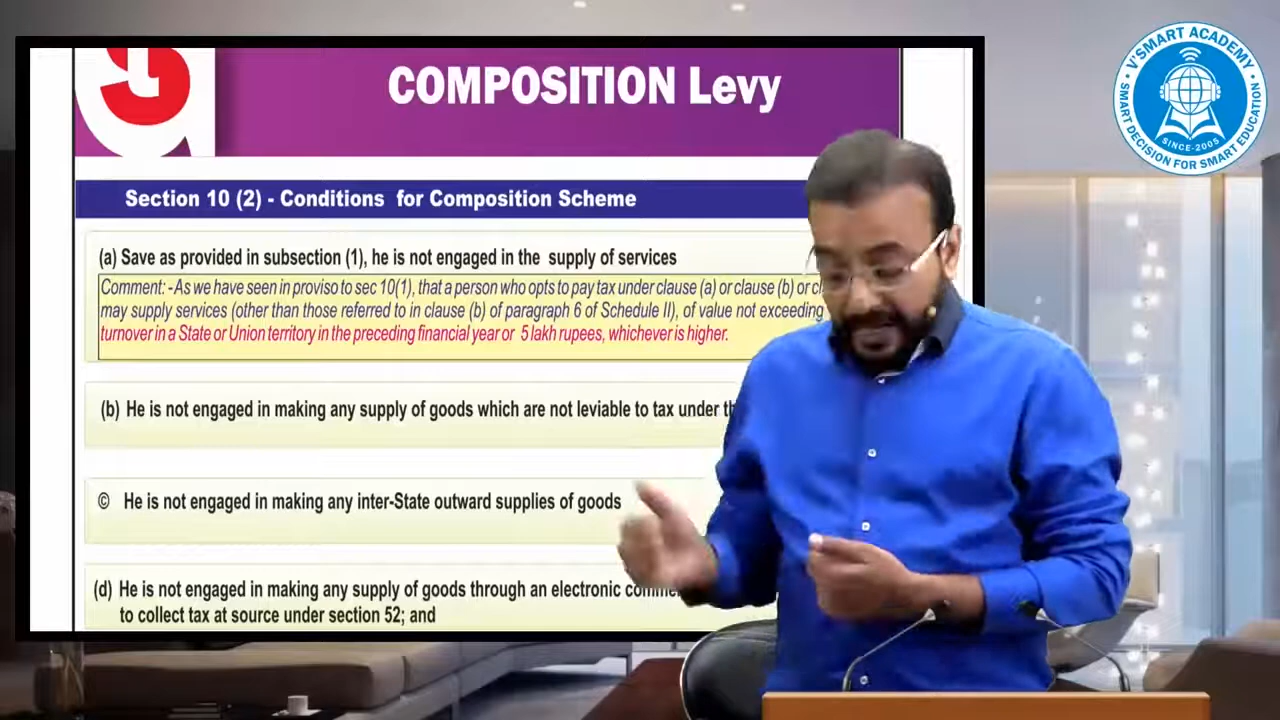 COMPOSITION Levy
Section 10 (2) - Conditions for Composition Scheme
(a) Save as provided in subsection (1), he is not engaged in the supply of services
Comment: - As we have seen in proviso to sec 10(1), that a person who opts to pay tax under clause (a) or clause (b) or
may supply services (other than those referred to in clause (b) of paragraph 6 of Schedule II), of value not exceeding
turnover in a State or Union territory in the preceding financial year or 5 lakh rupees, whichever is higher.
(b) He is not engaged in making any supply of goods which are not leviable to tax under
© He is not engaged in making any inter-State outward supplies of goods
(d) He is not engaged in making any supply of goods through an electronic
to collect tax at source under section 52; and
V'SMART ACADEMY
SMART DECISION FOR SMART EDUCATION
SINCE-2005